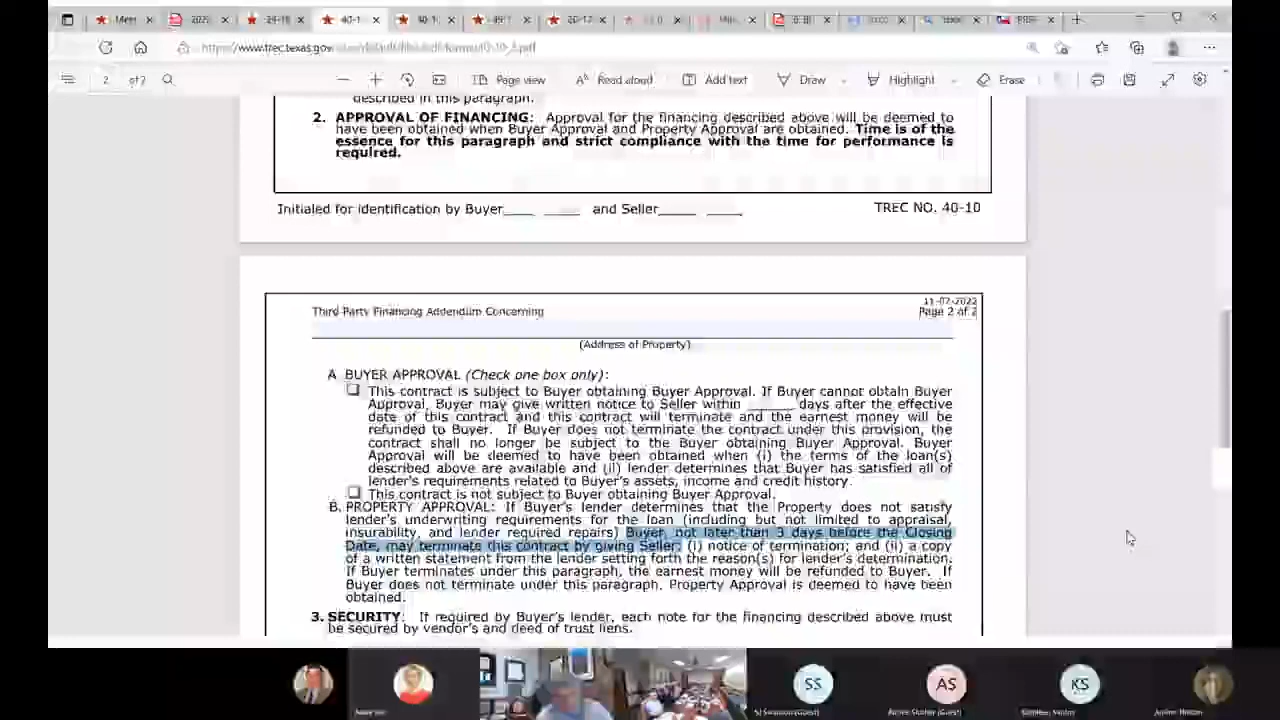 https://www.trec.texas.gov
2 of 2
Page view
Read aloud
Add text
Draw
Highlight
Erase
described in this paragraph.
2. APPROVAL OF FINANCING: Approval for the financing described above will be deemed to
have been obtained when Buyer Approval and Property Approval are obtained. Time is of the
essence for this paragraph and strict compliance with the time for performance is
required.
Initialed for identification by Buyer____ ____ and Seller____ ____ TREC NO. 40-10
11-07-2022
Third Party Financing Addendum Concerning Page 2 of 2
(Address of Property)
A BUYER APPROVAL (Check one box only):
This contract is subject to Buyer obtaining Buyer Approval. If Buyer cannot obtain Buyer
Approval, Buyer may give written notice to Seller within ______ days after the effective
date of this contract and this contract will terminate and the earnest money will be
refunded to Buyer. If Buyer does not terminate the contract under this provision, the
contract shall no longer be subject to the Buyer obtaining Buyer Approval. Buyer
Approval will be deemed to have been obtained when (i) the terms of the loan(s)
described above are available and (ii) lender determines that Buyer has satisfied all of
lender's requirements related to Buyer's assets, income and credit history.
This contract is not subject to Buyer obtaining Buyer Approval.
B. PROPERTY APPROVAL: If Buyer's lender determines that the Property does not satisfy
lender's underwriting requirements for the loan (including but not limited to appraisal,
insurability, and lender required repairs) Buyer, not later than 3 days before the Closing
Date, may terminate this contract by giving Seller: (i) notice of termination; and (ii) a copy
of a written statement from the lender setting forth the reason(s) for lender's determination.
If Buyer terminates under this paragraph, the earnest money will be refunded to Buyer. If
Buyer does not terminate under this paragraph, Property Approval is deemed to have been
obtained.
3. SECURITY: If required by Buyer's lender, each note for the financing described above must
be secured by vendor's and deed of trust liens.
SS
AS
KS